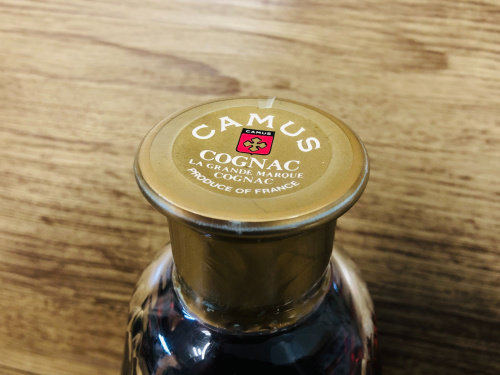 CAMUS
CAMUS
COGNAC
LA GRANDE MARQUE
COGNAC
PRODUCE OF FRANCE